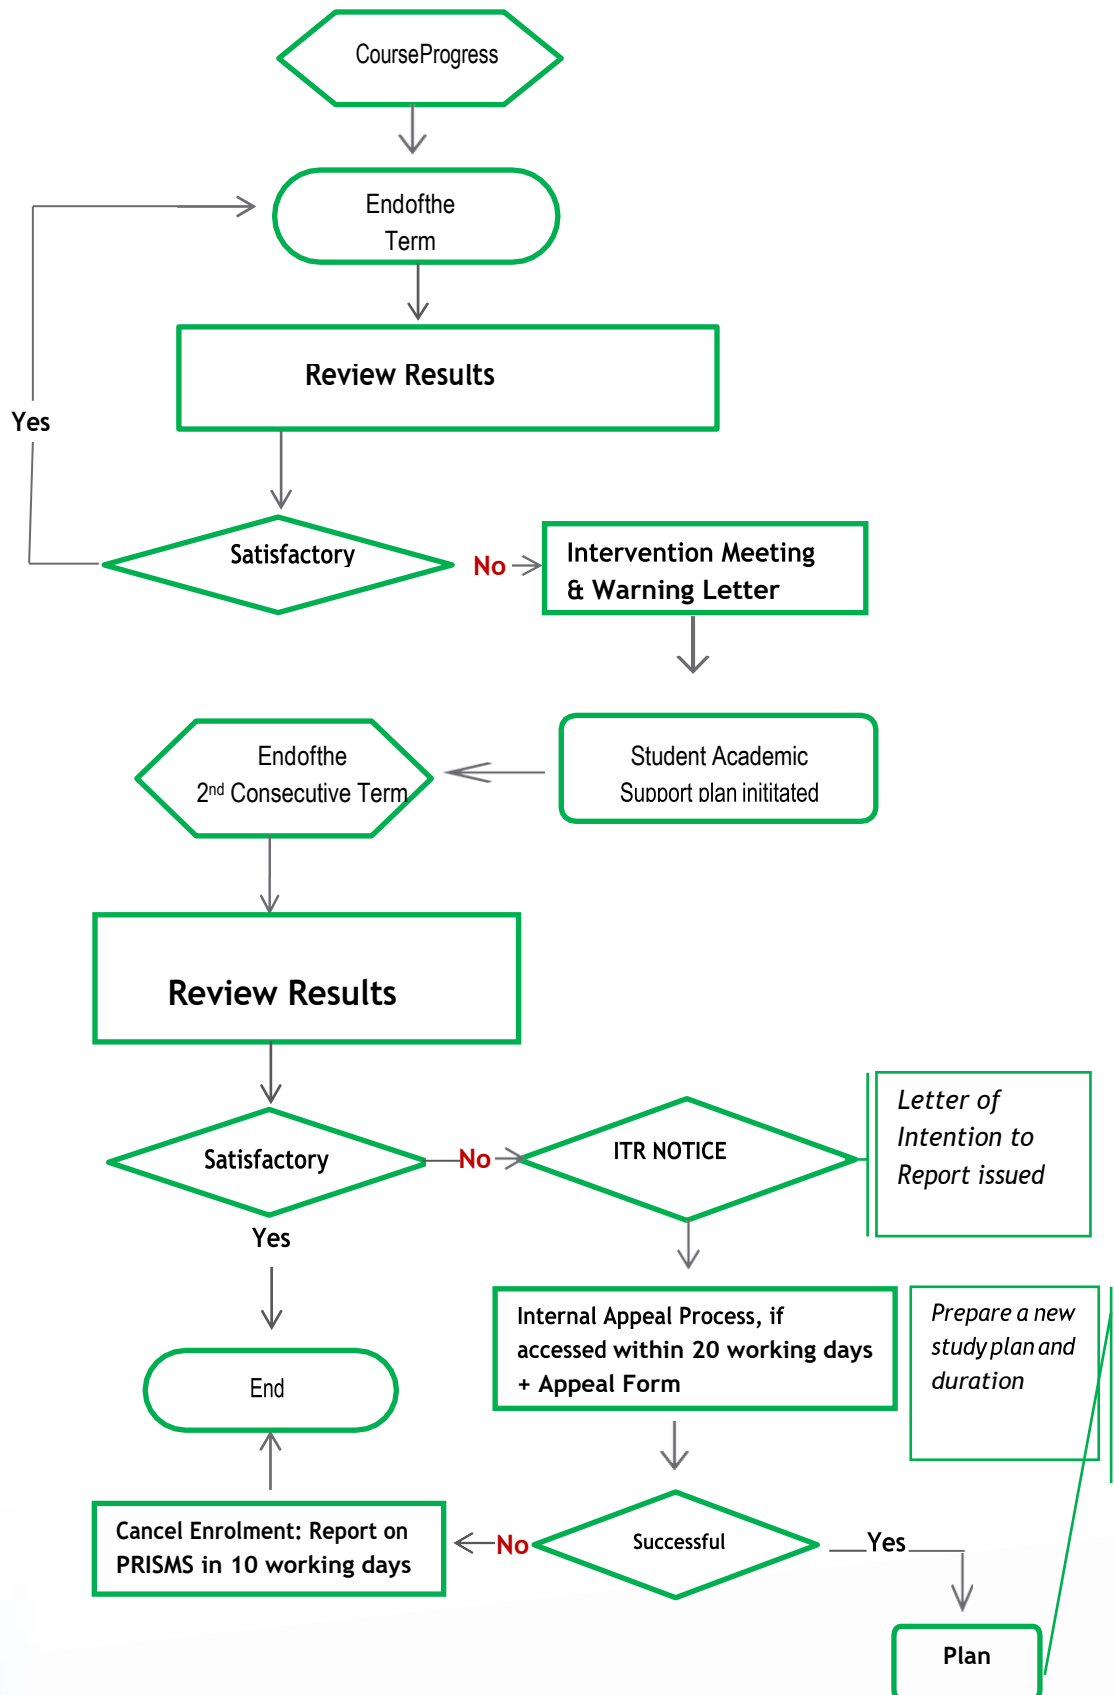 CourseProgress
Endofthe
Term
Review Results
Yes
Satisfactory
No
Intervention Meeting
& Warning Letter
Student Academic
Support plan inititated
Endofthe
2nd Consecutive Term
Review Results
Satisfactory
No
ITR NOTICE
Letter of
Intention to
Report issued
Yes
Internal Appeal Process, if
accessed within 20 working days
+ Appeal Form
Prepare a new
study plan and
duration
End
Cancel Enrolment: Report on
PRISMS in 10 working days
No
Successful
Yes
Plan